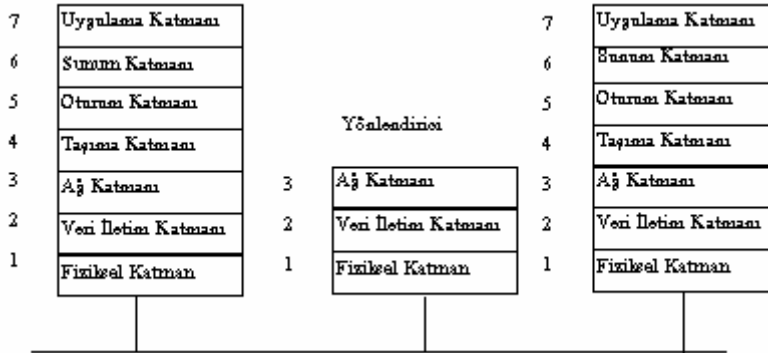 7 Uygulama Katmanı
6 Sunum Katmanı
5 Oturum Katmanı
4 Taşıma Katmanı
3 Ağ Katmanı
2 Veri İletim Katmanı
1 Fiziksel Katman
Yönlendirici
3 Ağ Katmanı
2 Veri İletim Katmanı
1 Fiziksel Katman
7 Uygulama Katmanı
6 Sunum Katmanı
5 Oturum Katmanı
4 Taşıma Katmanı
3 Ağ Katmanı
2 Veri İletim Katmanı
1 Fiziksel Katman